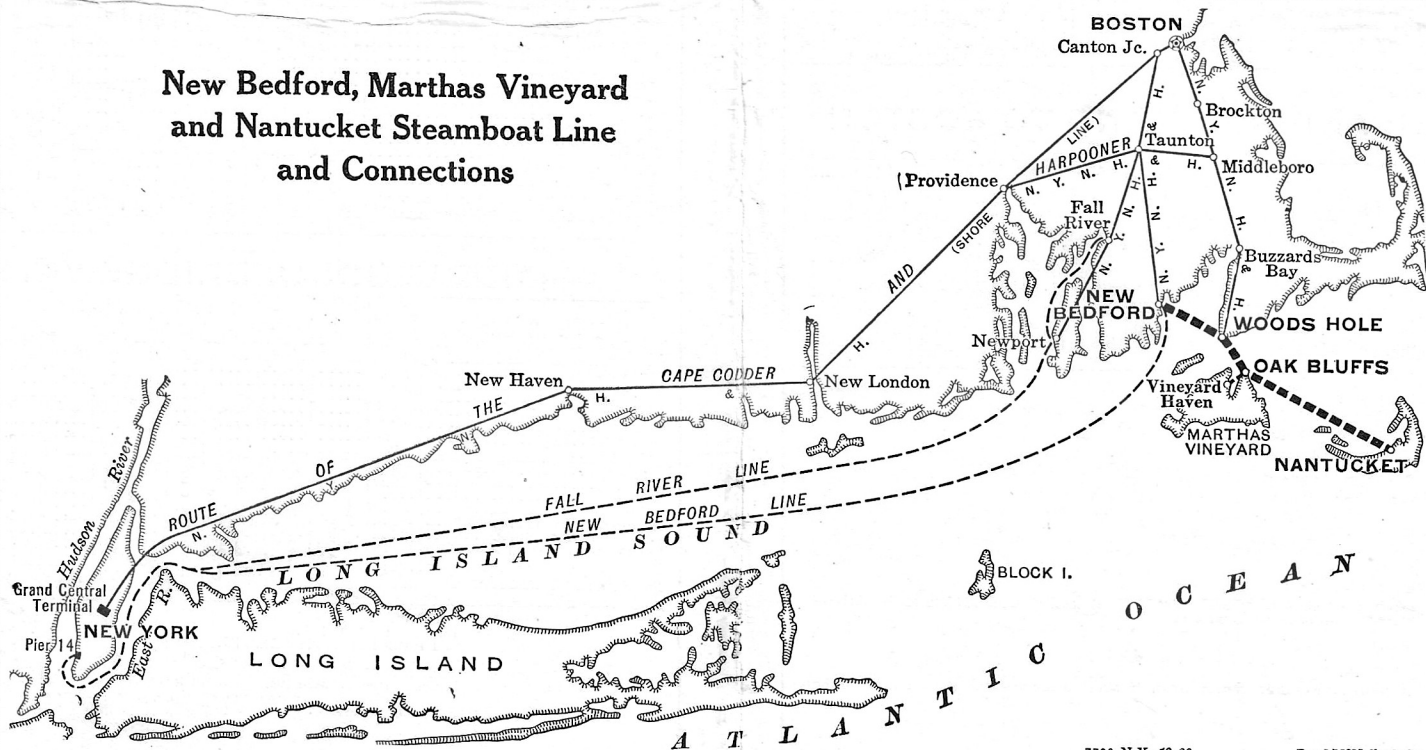 New Bedford, Marthas Vineyard
and Nantucket Steamboat Line
and Connections
BOSTON
Canton Jc.
Brockton
Taunton
Middleboro
(Providence
HARPOONER
N. Y. N. H. & H.
(SHORE LINE)
Fall
River
N. Y. N. H. & H.
N. Y. N. H. & H.
N. Y. N. H. & H.
Buzzards
Bay
NEW
BEDFORD
Newport
WOODS HOLE
OAK BLUFFS
Vineyard
Haven
MARTHAS
VINEYARD
NANTUCKET
New Haven
New London
ROUTE OF THE CAPE CODDER AND
N. Y. N. H. & H.
FALL RIVER LINE
NEW BEDFORD LINE
LONG ISLAND SOUND
Hudson River
Grand Central
Terminal
NEW YORK
Pier 14
East R.
LONG ISLAND
BLOCK I.
ATLANTIC OCEAN